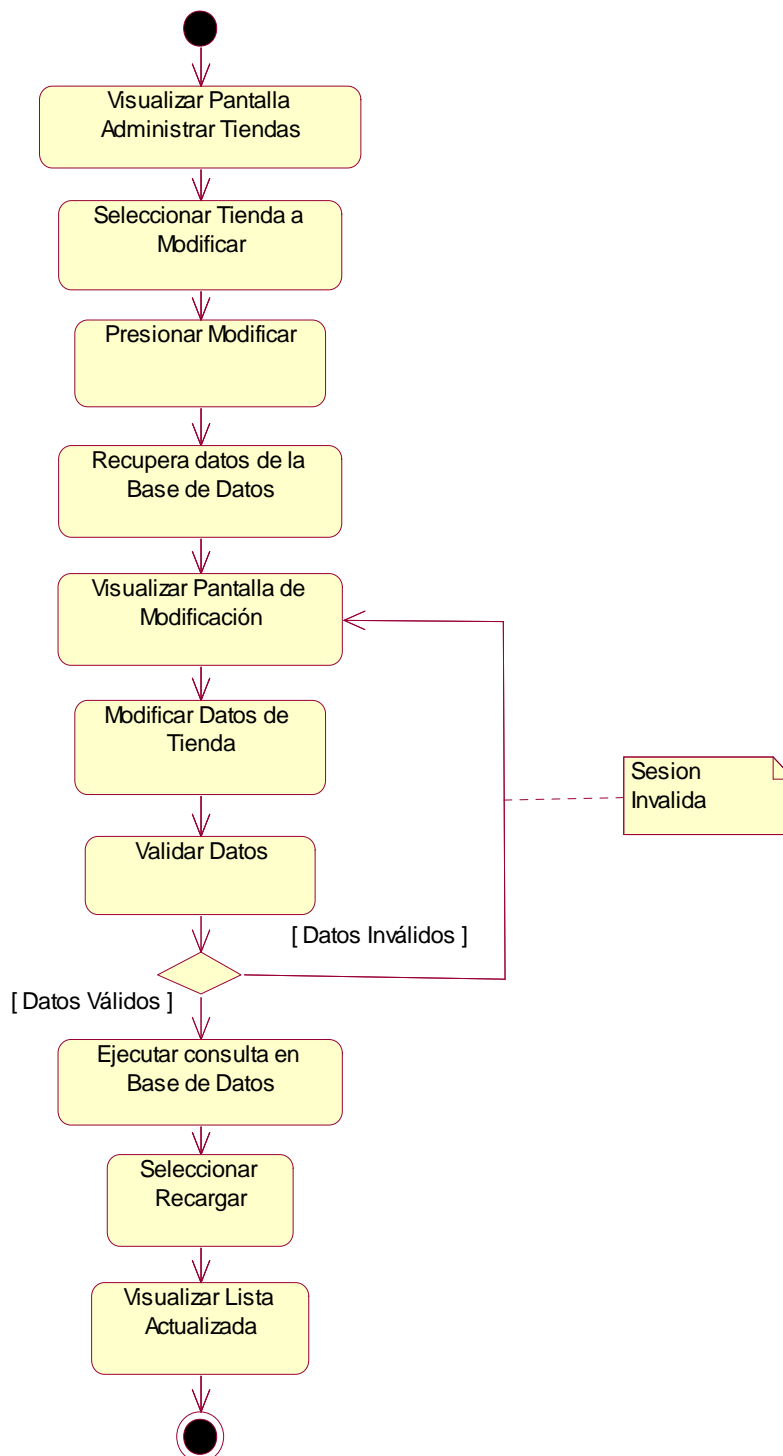 Visualizar Pantalla
Administrar Tiendas
Seleccionar Tienda a
Modificar
Presionar Modificar
Recupera datos de la
Base de Datos
Visualizar Pantalla de
Modificación
Modificar Datos de
Tienda
Sesion
Invalida
Validar Datos
[ Datos Inválidos ]
[ Datos Válidos ]
Ejecutar consulta en
Base de Datos
Seleccionar
Recargar
Visualizar Lista
Actualizada